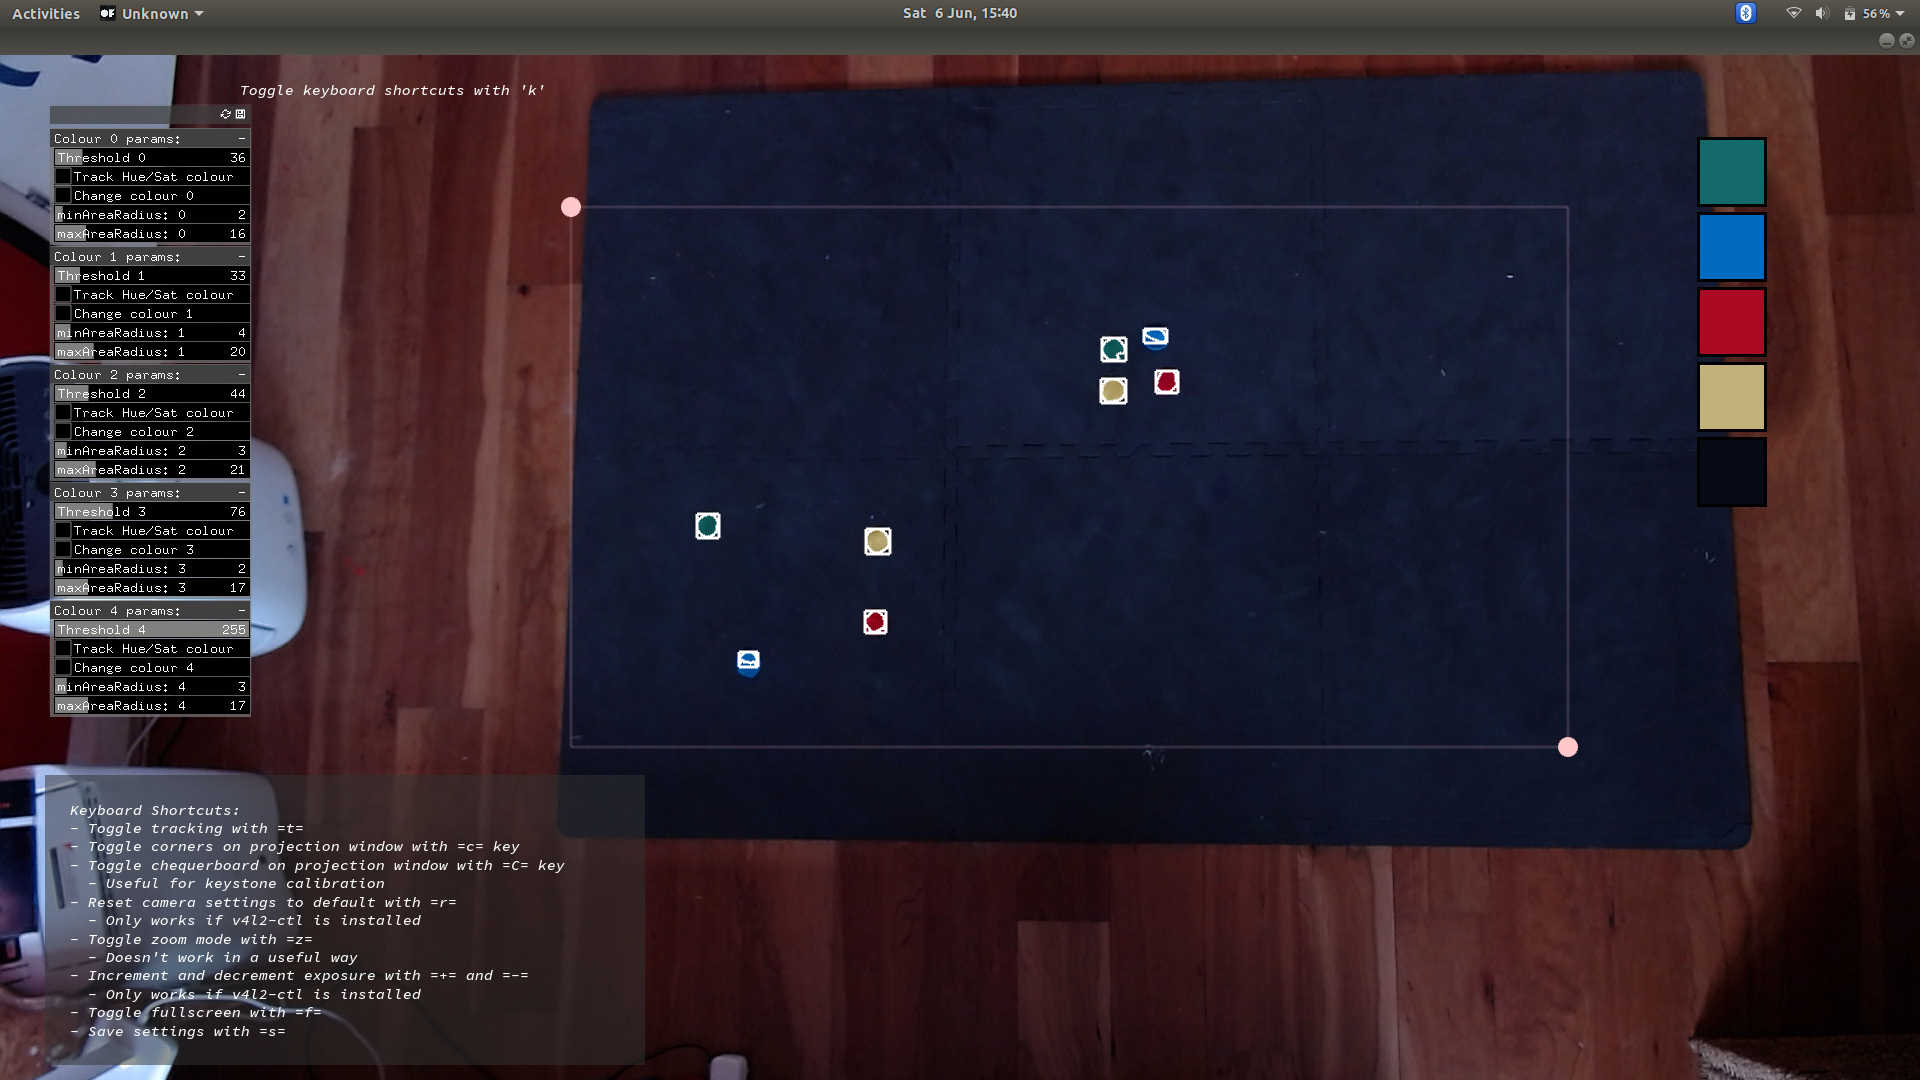 Activities
Unknown
Sat 6 Jun, 15:40
56%
Toggle keyboard shortcuts with 'k'
Colour 0 params: -
Threshold 0 36
Track Hue/Sat colour
Change colour 0
minAreaRadius: 0 2
maxAreaRadius: 0 16
Colour 1 params: -
Threshold 1 33
Track Hue/Sat colour
Change colour 1
minAreaRadius: 1 4
maxAreaRadius: 1 20
Colour 2 params: -
Threshold 2 44
Track Hue/Sat colour
Change colour 2
minAreaRadius: 2 3
maxAreaRadius: 2 21
Colour 3 params: -
Threshold 3 76
Track Hue/Sat colour
Change colour 3
minAreaRadius: 3 2
maxAreaRadius: 3 17
Colour 4 params: -
Threshold 4 255
Track Hue/Sat colour
Change colour 4
minAreaRadius: 4 3
maxAreaRadius: 4 17
Keyboard Shortcuts:
- Toggle tracking with =t=
- Toggle corners on projection window with =c= key
- Toggle chequerboard on projection window with =C= key
- Useful for keystone calibration
- Reset camera settings to default with =r=
- Only works if v4l2-ctl is installed
- Toggle zoom mode with =z=
- Doesn't work in a useful way
- Increment and decrement exposure with =+= and =-=
- Only works if v4l2-ctl is installed
- Toggle fullscreen with =f=
- Save settings with =s=